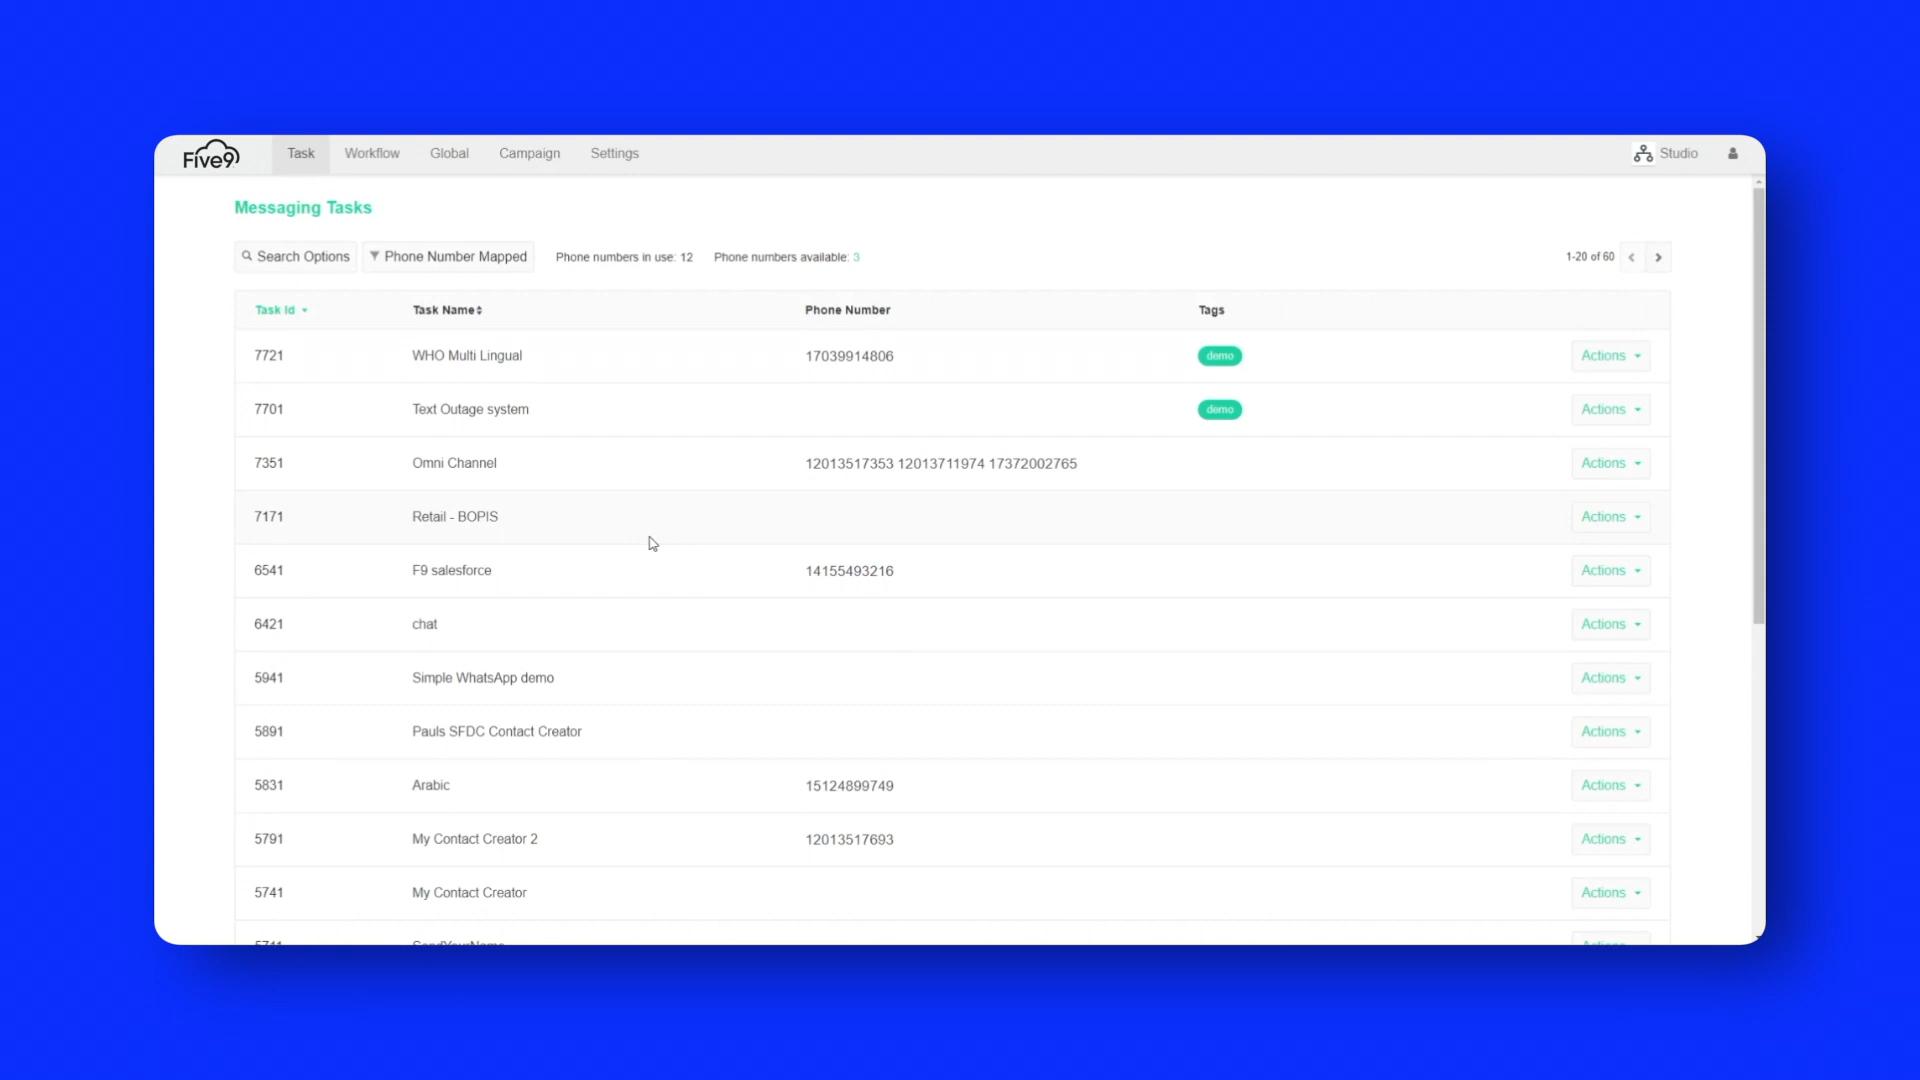 Five9 Task Workflow Global Campaign Settings Studio
Messaging Tasks
Search Options Phone Number Mapped Phone numbers in use: 12 Phone numbers available: 3 1-20 of 60
Task Id Task Name Phone Number Tags
7721 WHO Multi Lingual 17039914806 demo Actions
7701 Text Outage system demo Actions
7351 Omni Channel 12013517353 12013711974 17372002765 Actions
7171 Retail - BOPIS Actions
6541 F9 salesforce 14155493216 Actions
6421 chat Actions
5941 Simple WhatsApp demo Actions
5891 Pauls SFDC Contact Creator Actions
5831 Arabic 15124899749 Actions
5791 My Contact Creator 2 12013517693 Actions
5741 My Contact Creator Actions